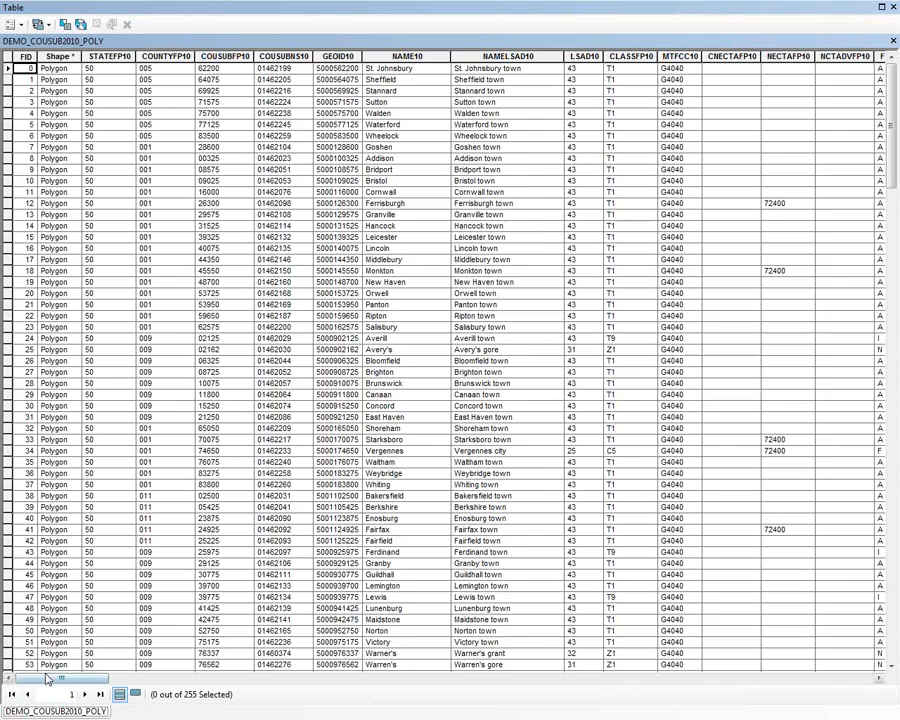 Table
DEMO_COUSUB2010_POLY
FID Shape * STATEFP10 COUNTYFP10 COUSUBFP10 COUSUBNS10 GEOID10 NAME10 NAMELSAD10 LSAD10 CLASSFP10 MTFCC10 CNECTAFP10 NECTAFP10 NCTADVFP10 F
0 Polygon 50 005 62200 01462199 5000562200 St. Johnsbury St. Johnsbury town 43 T1 G4040 A
1 Polygon 50 005 64075 01462205 5000564075 Sheffield Sheffield town 43 T1 G4040 A
2 Polygon 50 005 69925 01462216 5000569925 Stannard Stannard town 43 T1 G4040 A
3 Polygon 50 005 71575 01462224 5000571575 Sutton Sutton town 43 T1 G4040 A
4 Polygon 50 005 75700 01462238 5000575700 Walden Walden town 43 T1 G4040 A
5 Polygon 50 005 77125 01462245 5000577125 Waterford Waterford town 43 T1 G4040 A
6 Polygon 50 005 83500 01462259 5000583500 Wheelock Wheelock town 43 T1 G4040 A
7 Polygon 50 001 28600 01462104 5000128600 Goshen Goshen town 43 T1 G4040 A
8 Polygon 50 001 00325 01462023 5000100325 Addison Addison town 43 T1 G4040 A
9 Polygon 50 001 08575 01462051 5000108575 Bridport Bridport town 43 T1 G4040 A
10 Polygon 50 001 09025 01462053 5000109025 Bristol Bristol town 43 T1 G4040 A
11 Polygon 50 001 16000 01462076 5000116000 Cornwall Cornwall town 43 T1 G4040 A
12 Polygon 50 001 26300 01462098 5000126300 Ferrisburgh Ferrisburgh town 43 T1 G4040 72400 A
13 Polygon 50 001 29575 01462108 5000129575 Granville Granville town 43 T1 G4040 A
14 Polygon 50 001 31525 01462114 5000131525 Hancock Hancock town 43 T1 G4040 A
15 Polygon 50 001 39325 01462132 5000139325 Leicester Leicester town 43 T1 G4040 A
16 Polygon 50 001 40075 01462135 5000140075 Lincoln Lincoln town 43 T1 G4040 A
17 Polygon 50 001 44350 01462146 5000144350 Middlebury Middlebury town 43 T1 G4040 A
18 Polygon 50 001 45550 01462150 5000145550 Monkton Monkton town 43 T1 G4040 72400 A
19 Polygon 50 001 48700 01462160 5000148700 New Haven New Haven town 43 T1 G4040 A
20 Polygon 50 001 53725 01462168 5000153725 Orwell Orwell town 43 T1 G4040 A
21 Polygon 50 001 53950 01462169 5000153950 Panton Panton town 43 T1 G4040 A
22 Polygon 50 001 59650 01462187 5000159650 Ripton Ripton town 43 T1 G4040 A
23 Polygon 50 001 62575 01462200 5000162575 Salisbury Salisbury town 43 T1 G4040 A
24 Polygon 50 009 02125 01462029 5000902125 Averill Averill town 43 T9 G4040 I
25 Polygon 50 009 02162 01462030 5000902162 Avery's Avery's gore 31 Z1 G4040 N
26 Polygon 50 009 06325 01462044 5000906325 Bloomfield Bloomfield town 43 T1 G4040 A
27 Polygon 50 009 08725 01462052 5000908725 Brighton Brighton town 43 T1 G4040 A
28 Polygon 50 009 10075 01462057 5000910075 Brunswick Brunswick town 43 T1 G4040 A
29 Polygon 50 009 11800 01462064 5000911800 Canaan Canaan town 43 T1 G4040 A
30 Polygon 50 009 15250 01462074 5000915250 Concord Concord town 43 T1 G4040 A
31 Polygon 50 009 21250 01462086 5000921250 East Haven East Haven town 43 T1 G4040 A
32 Polygon 50 001 65050 01462209 5000165050 Shoreham Shoreham town 43 T1 G4040 A
33 Polygon 50 001 70075 01462217 5000170075 Starksboro Starksboro town 43 T1 G4040 72400 A
34 Polygon 50 001 74650 01462233 5000174650 Vergennes Vergennes city 25 C5 G4040 72400 F
35 Polygon 50 001 76075 01462240 5000176075 Waltham Waltham town 43 T1 G4040 A
36 Polygon 50 001 83275 01462258 5000183275 Weybridge Weybridge town 43 T1 G4040 A
37 Polygon 50 001 83800 01462260 5000183800 Whiting Whiting town 43 T1 G4040 A
38 Polygon 50 011 02500 01462031 5001102500 Bakersfield Bakersfield town 43 T1 G4040 A
39 Polygon 50 011 05425 01462041 5001105425 Berkshire Berkshire town 43 T1 G4040 A
40 Polygon 50 011 23875 01462090 5001123875 Enosburg Enosburg town 43 T1 G4040 A
41 Polygon 50 011 24925 01462092 5001124925 Fairfax Fairfax town 43 T1 G4040 72400 A
42 Polygon 50 011 25225 01462093 5001125225 Fairfield Fairfield town 43 T1 G4040 A
43 Polygon 50 009 25975 01462097 5000925975 Ferdinand Ferdinand town 43 T9 G4040 I
44 Polygon 50 009 29125 01462106 5000929125 Granby Granby town 43 T1 G4040 A
45 Polygon 50 009 30775 01462111 5000930775 Guildhall Guildhall town 43 T1 G4040 A
46 Polygon 50 009 39700 01462133 5000939700 Lemington Lemington town 43 T1 G4040 A
47 Polygon 50 009 39775 01462134 5000939775 Lewis Lewis town 43 T9 G4040 I
48 Polygon 50 009 41425 01462139 5000941425 Lunenburg Lunenburg town 43 T1 G4040 A
49 Polygon 50 009 42475 01462141 5000942475 Maidstone Maidstone town 43 T1 G4040 A
50 Polygon 50 009 52750 01462165 5000952750 Norton Norton town 43 T1 G4040 A
51 Polygon 50 009 75175 01462236 5000975175 Victory Victory town 43 T1 G4040 A
52 Polygon 50 009 76337 01460374 5000976337 Warner's Warner's grant 32 Z1 G4040 N
53 Polygon 50 009 76562 01462276 5000976562 Warren's Warren's gore 31 Z1 G4040 N
1 (0 out of 255 Selected)
DEMO_COUSUB2010_POLY